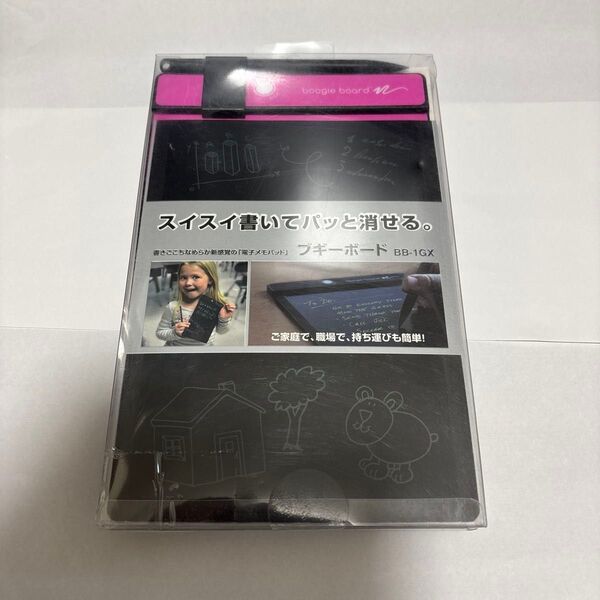 boogie board
スイスイ書いてパッと消せる。
書きごこちなめらか新感覚の「電子メモパッド」 ブギーボード BB-1GX
To Do:
ご家庭で、職場で、持ち運びも簡単!